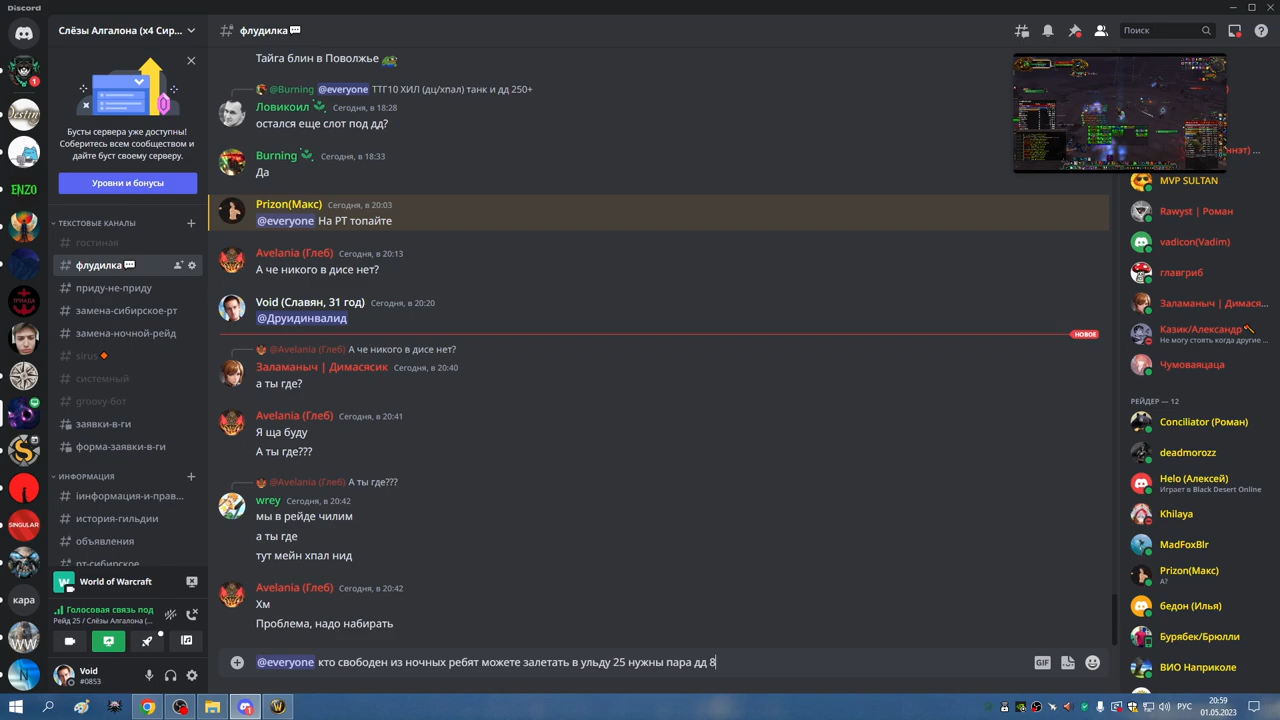 Discord
Слёзы Алгалона (x4 Сир...
флудилка
Поиск
1
Destiny
ENZO
ТРИАДА
SINGULAR
кара
WW
Бусты сервера уже доступны!
Соберитесь всем сообществом и
дайте буст своему серверу.
Уровни и бонусы
ТЕКСТОВЫЕ КАНАЛЫ
гостиная
флудилка
приду-не-приду
замена-сибирское-рт
замена-ночной-рейд
sirus
системный
groovy-бот
заявки-в-ги
форма-заявки-в-ги
ИНФОРМАЦИЯ
информация-и-прав...
история-гильдии
объявления
рт-сибирское
World of Warcraft
Голосовая связь под
Рейд 25 / Слёзы Алгалона (...
Void
#0853
Тайга блин в Поволжье
@Burning @everyone ТТГ10 ХИЛ (дц/хпал) танк и дд 250+
Ловикоил Сегодня, в 18:28
остался еще слот под дд?
Burning Сегодня, в 18:33
Да
Prizon(Макс) Сегодня, в 20:03
@everyone На РТ топайте
Avelania (Глеб) Сегодня, в 20:13
А че никого в дисе нет?
Void (Славян, 31 год) Сегодня, в 20:20
@Друидинвалид
НОВОЕ
@Avelania (Глеб) А че никого в дисе нет?
Заламаныч | Димасясик Сегодня, в 20:40
а ты где?
Avelania (Глеб) Сегодня, в 20:41
Я ща буду
А ты где???
@Avelania (Глеб) А ты где???
wrey Сегодня, в 20:42
мы в рейде чилим
а ты где
тут мейн хпал нид
Avelania (Глеб) Сегодня, в 20:42
Хм
Проблема, надо набирать
@everyone кто свободен из ночных ребят можете залетать в ульду 25 нужны пара дд 8
GIF
MVP SULTAN
Rawyst | Роман
vadicon(Vadim)
главгриб
Заламаныч | Димася...
Казик/Александр
Не могу стоять когда другие ...
Чумоваяцаца
РЕЙДЕР — 12
Conciliator (Роман)
deadmorozz
Helo (Алексей)
Играет в Black Desert Online
Khilaya
MadFoxBlr
Prizon(Макс)
А?
бедон (Илья)
Бурябек/Брюлли
ВИО Наприколе
РУС
20:59
01.05.2023